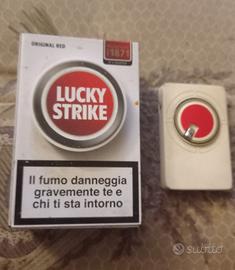 ORIGINAL RED
1871
LUCKY
STRIKE
Il fumo danneggia
gravemente te e
chi ti sta intorno
subito